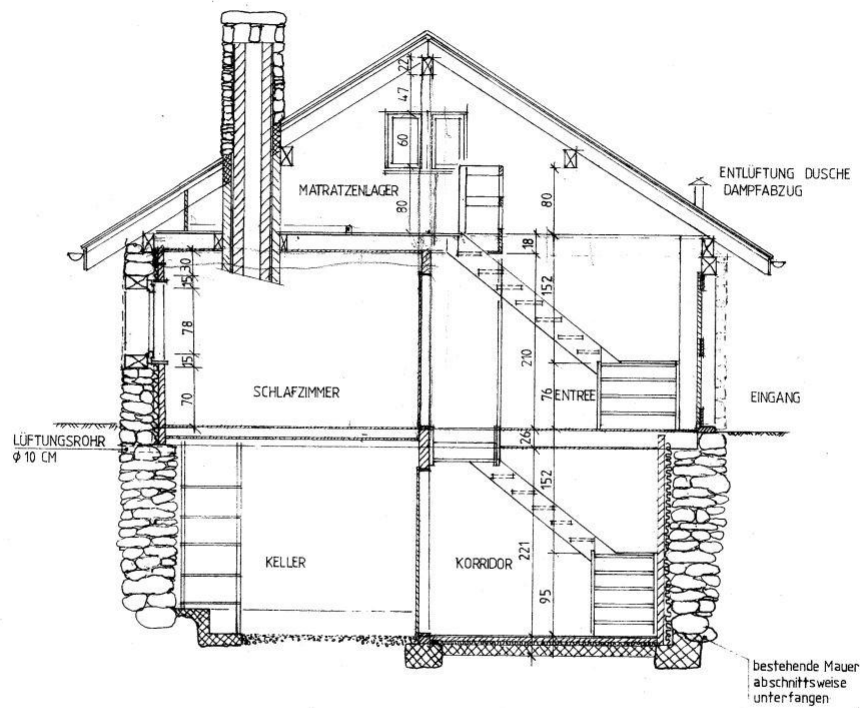 22
47
60
80
MATRATZENLAGER
80
ENTLÜFTUNG DUSCHE
DAMPFABZUG
18
30
15
152
78
210
15
70
SCHLAFZIMMER
76
ENTREE
EINGANG
LÜFTUNGSROHR
ϕ 10 CM
26
152
KELLER
KORRIDOR
221
95
bestehende Mauer
abschnittsweise
unterfangen